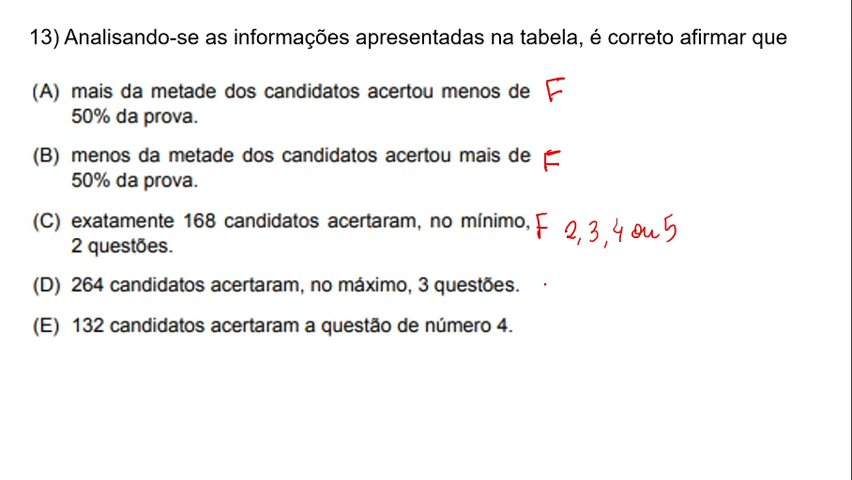 13) Analisando-se as informações apresentadas na tabela, é correto afirmar que
(A) mais da metade dos candidatos acertou menos de F
50% da prova.
(B) menos da metade dos candidatos acertou mais de F
50% da prova.
(C) exatamente 168 candidatos acertaram, no mínimo, F 2, 3, 4 ou 5
2 questões.
(D) 264 candidatos acertaram, no máximo, 3 questões.
(E) 132 candidatos acertaram a questão de número 4.